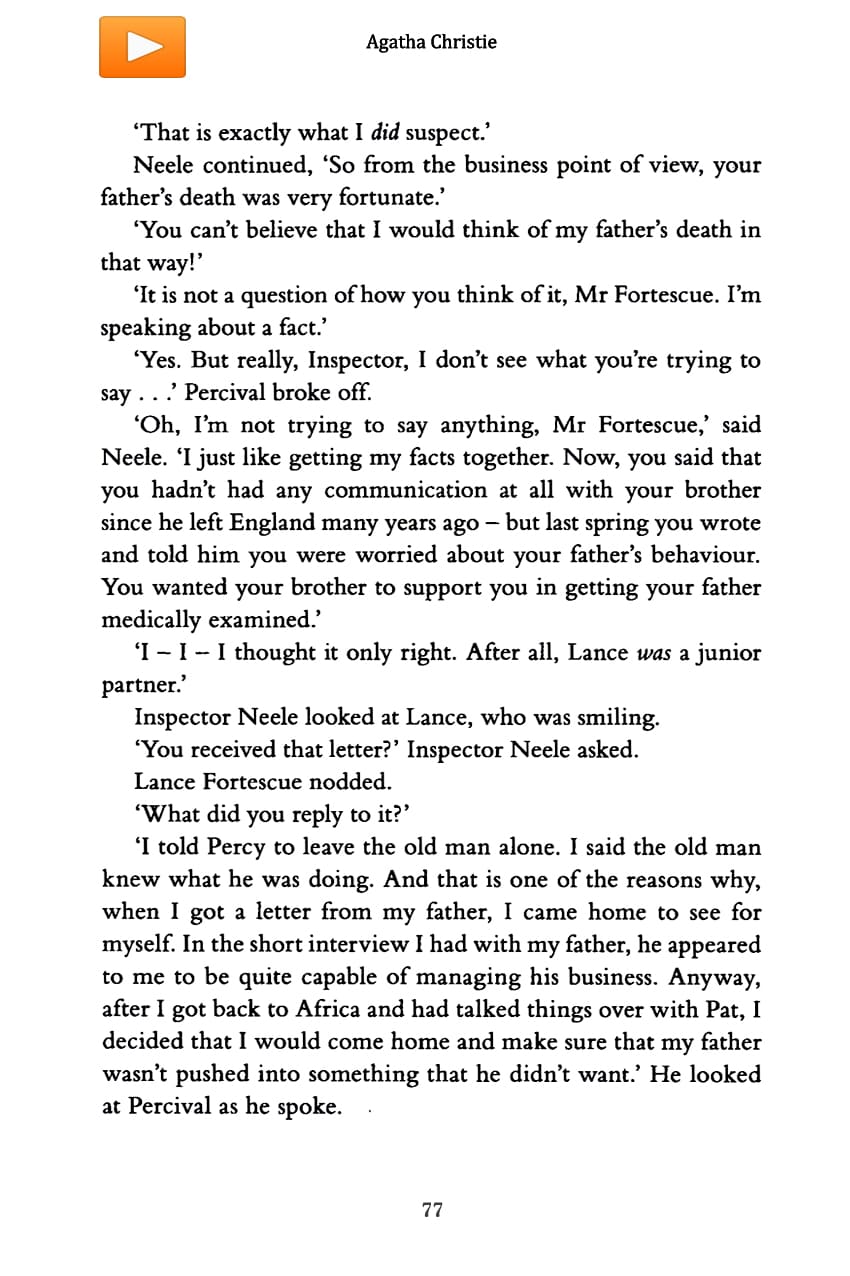 Agatha Christie
‘That is exactly what I did suspect.’
Neele continued, ‘So from the business point of view, your
father’s death was very fortunate.’
‘You can’t believe that I would think of my father’s death in
that way!’
‘It is not a question of how you think of it, Mr Fortescue. I’m
speaking about a fact.’
‘Yes. But really, Inspector, I don’t see what you’re trying to
say . . .’ Percival broke off.
‘Oh, I’m not trying to say anything, Mr Fortescue,’ said
Neele. ‘I just like getting my facts together. Now, you said that
you hadn’t had any communication at all with your brother
since he left England many years ago – but last spring you wrote
and told him you were worried about your father’s behaviour.
You wanted your brother to support you in getting your father
medically examined.’
‘I – I – I thought it only right. After all, Lance was a junior
partner.’
Inspector Neele looked at Lance, who was smiling.
‘You received that letter?’ Inspector Neele asked.
Lance Fortescue nodded.
‘What did you reply to it?’
‘I told Percy to leave the old man alone. I said the old man
knew what he was doing. And that is one of the reasons why,
when I got a letter from my father, I came home to see for
myself. In the short interview I had with my father, he appeared
to me to be quite capable of managing his business. Anyway,
after I got back to Africa and had talked things over with Pat, I
decided that I would come home and make sure that my father
wasn’t pushed into something that he didn’t want.’ He looked
at Percival as he spoke.
77